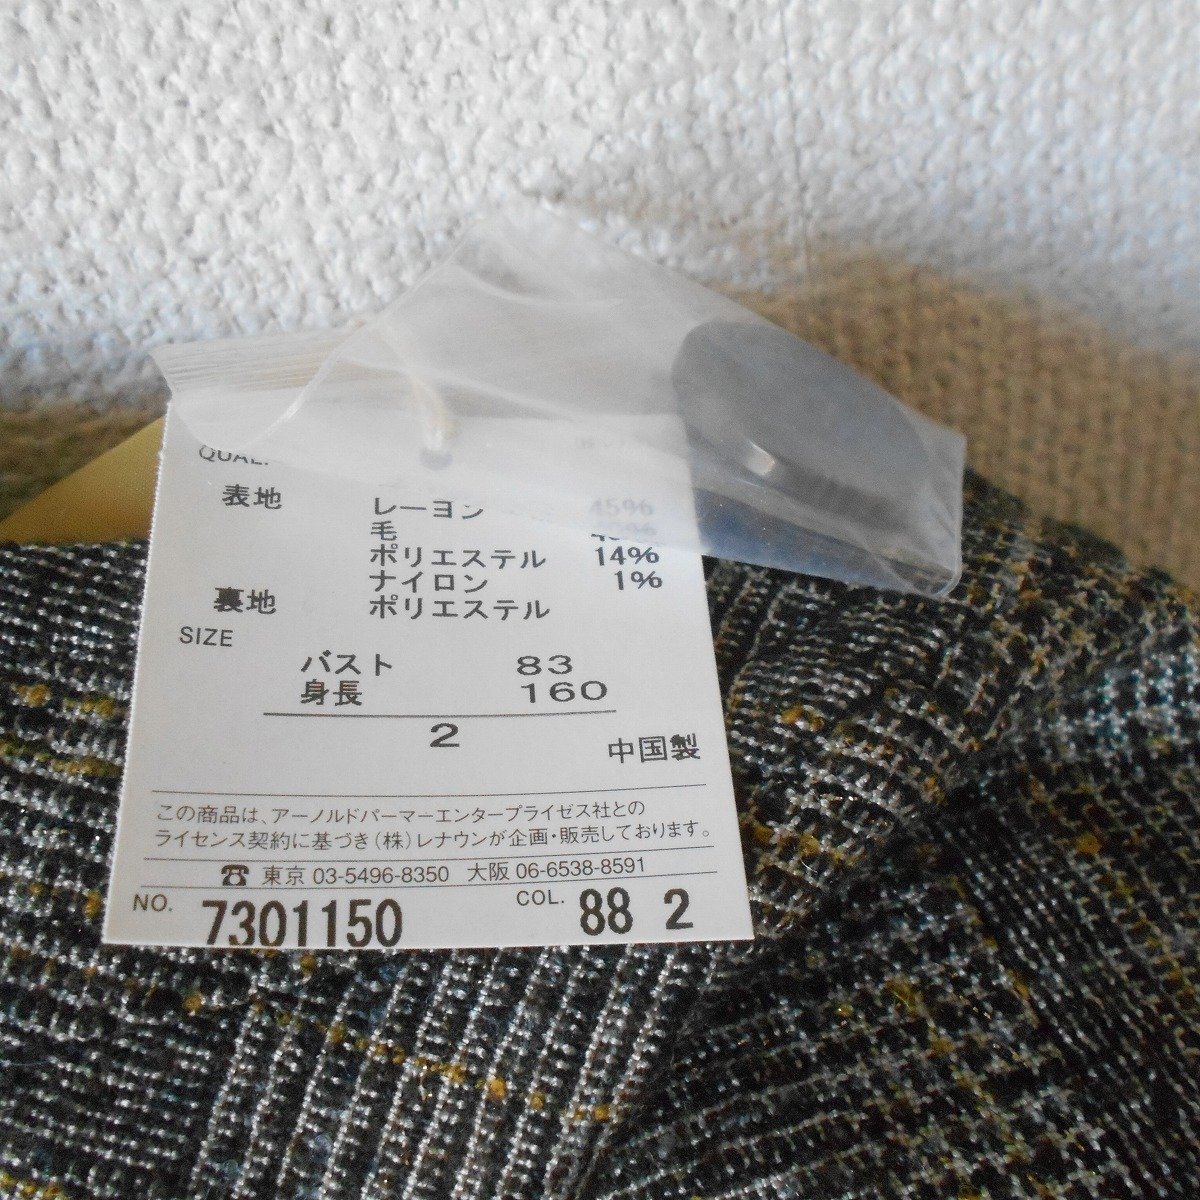 QUAL.
表地 レーヨン 45%
毛 40%
ポリエステル 14%
ナイロン 1%
裏地 ポリエステル
SIZE
バスト 83
身長 160
2
中国製
この商品は、アーノルドパーマーエンタープライゼス社との
ライセンス契約に基づき(株)レナウンが企画・販売しております。
☎ 東京 03-5496-8350 大阪 06-6538-8591
NO. 7301150 COL. 88 2